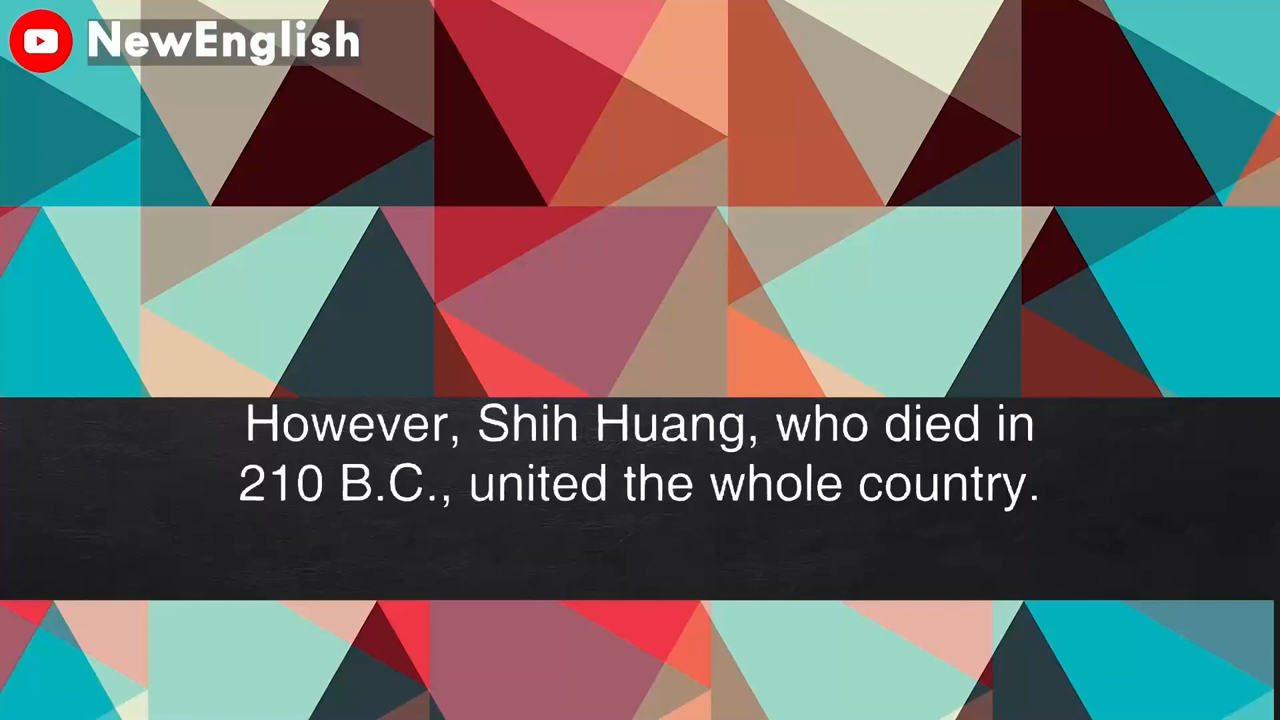 NewEnglish
However, Shih Huang, who died in
210 B.C., united the whole country.